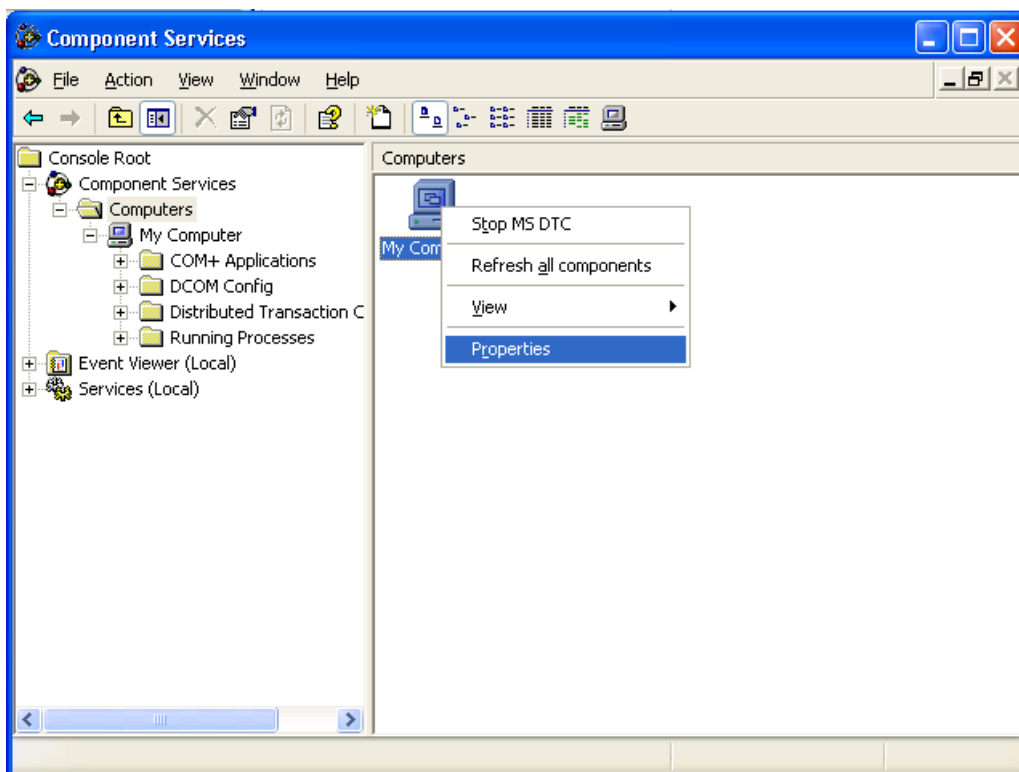 Component Services
File Action View Window Help
Console Root
Component Services
Computers
My Computer
COM+ Applications
DCOM Config
Distributed Transaction C
Running Processes
Event Viewer (Local)
Services (Local)
Computers
My Com
Stop MS DTC
Refresh all components
View
Properties